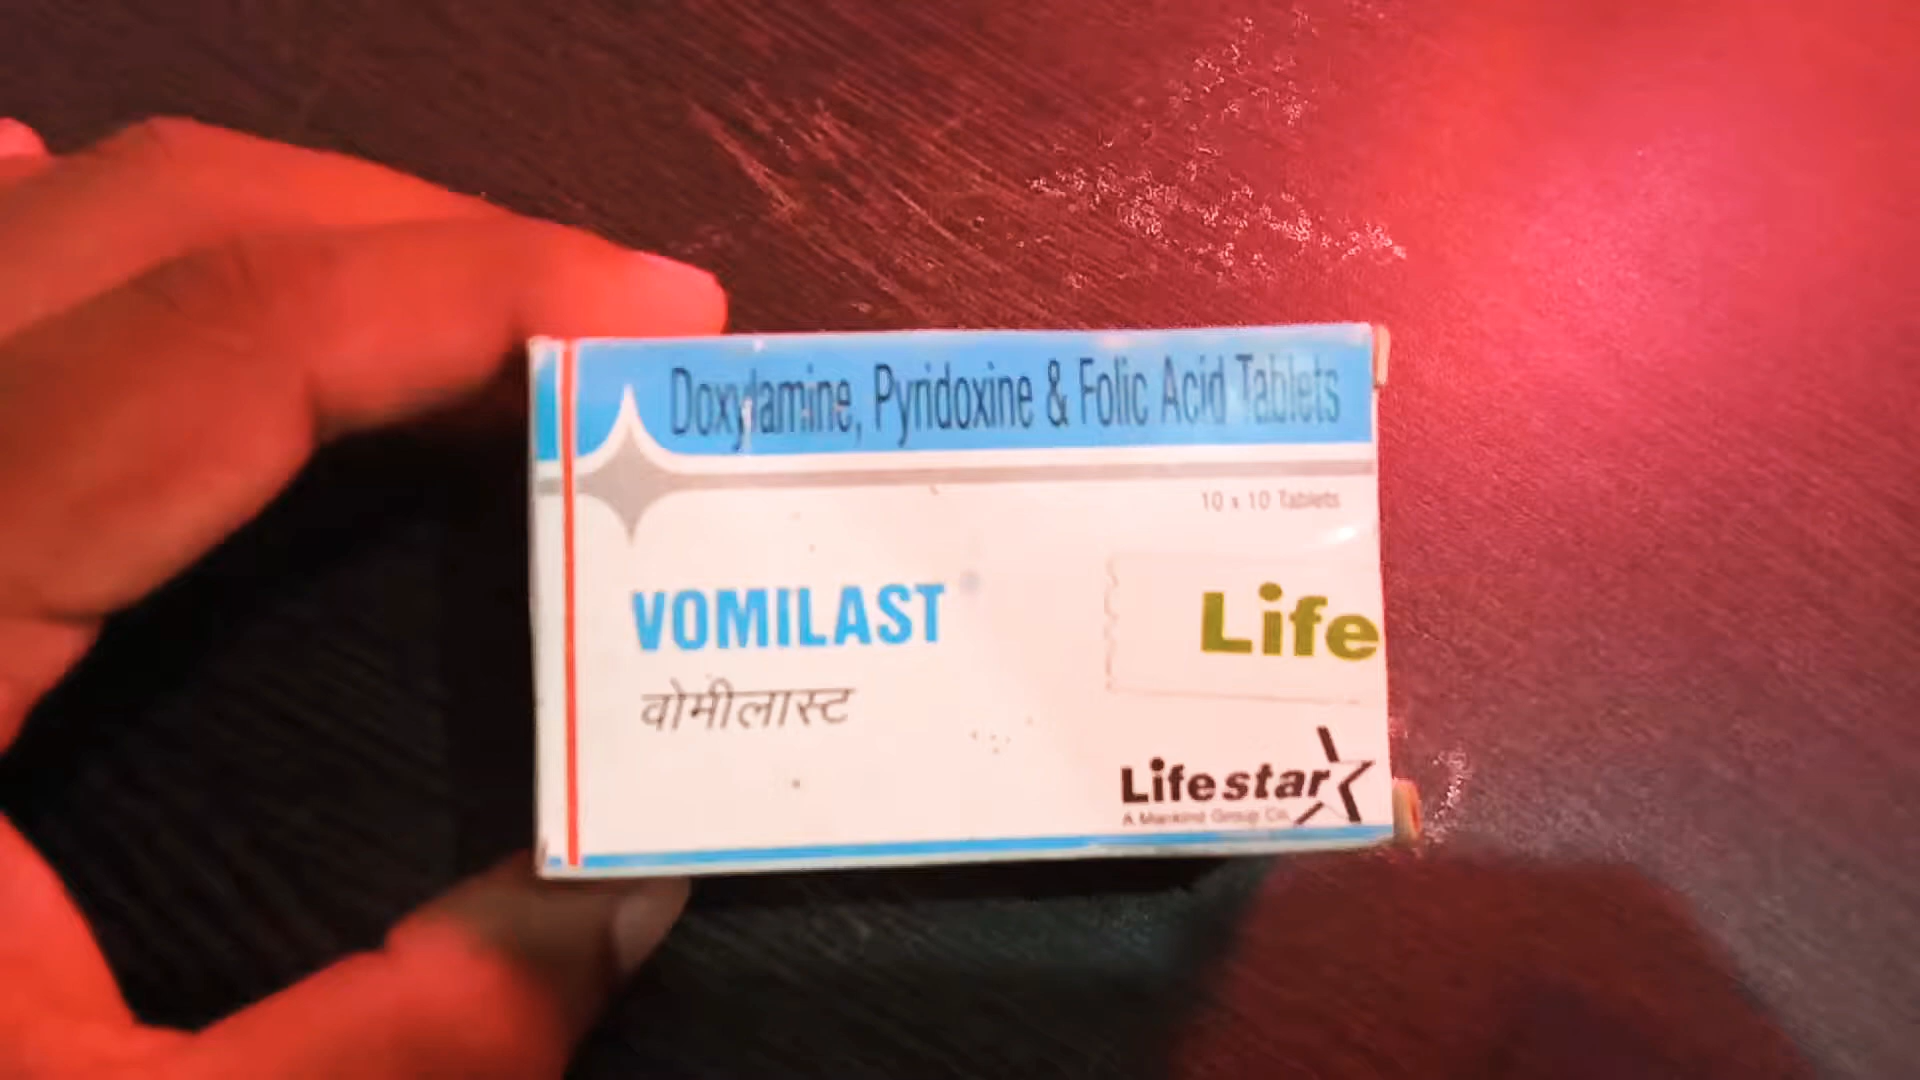 Doxylamine, Pyridoxine & Folic Acid Tablets
10 x 10 Tablets
VOMILAST
Life
वोमीलास्ट
Lifestar
A Mankind Group Co.